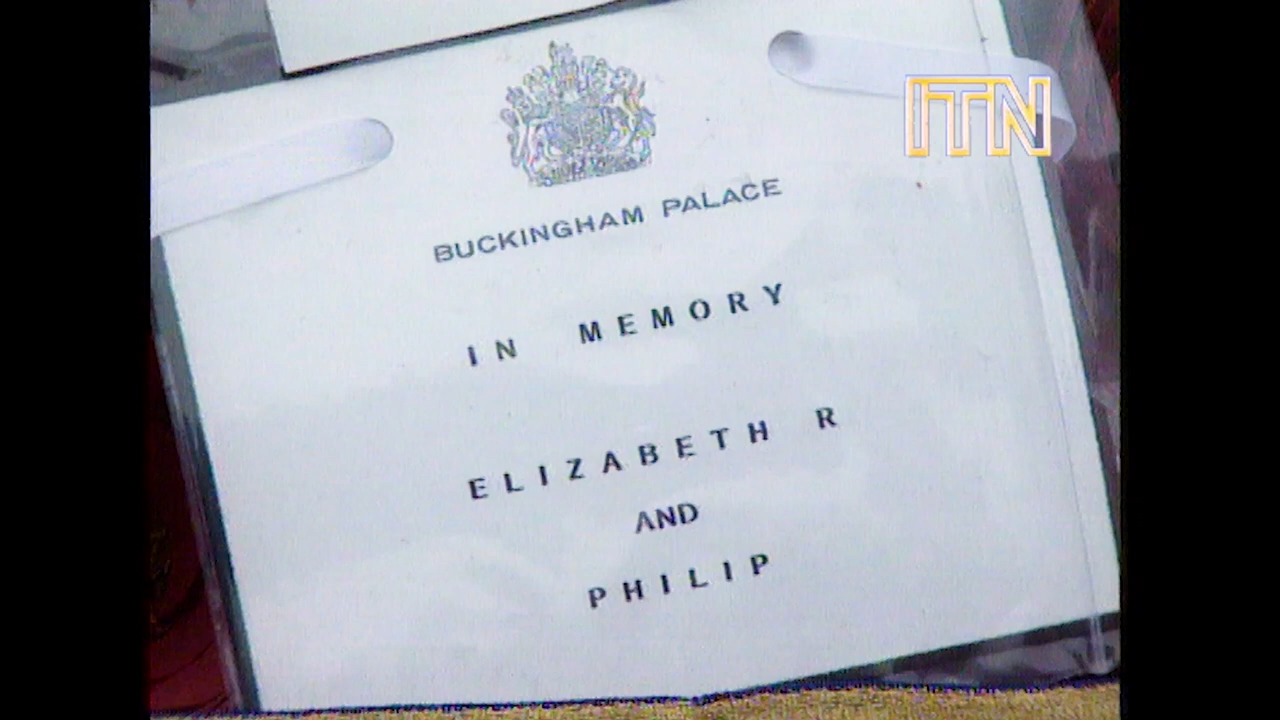 ITN
BUCKINGHAM PALACE
IN MEMORY
ELIZABETH R
AND
PHILIP